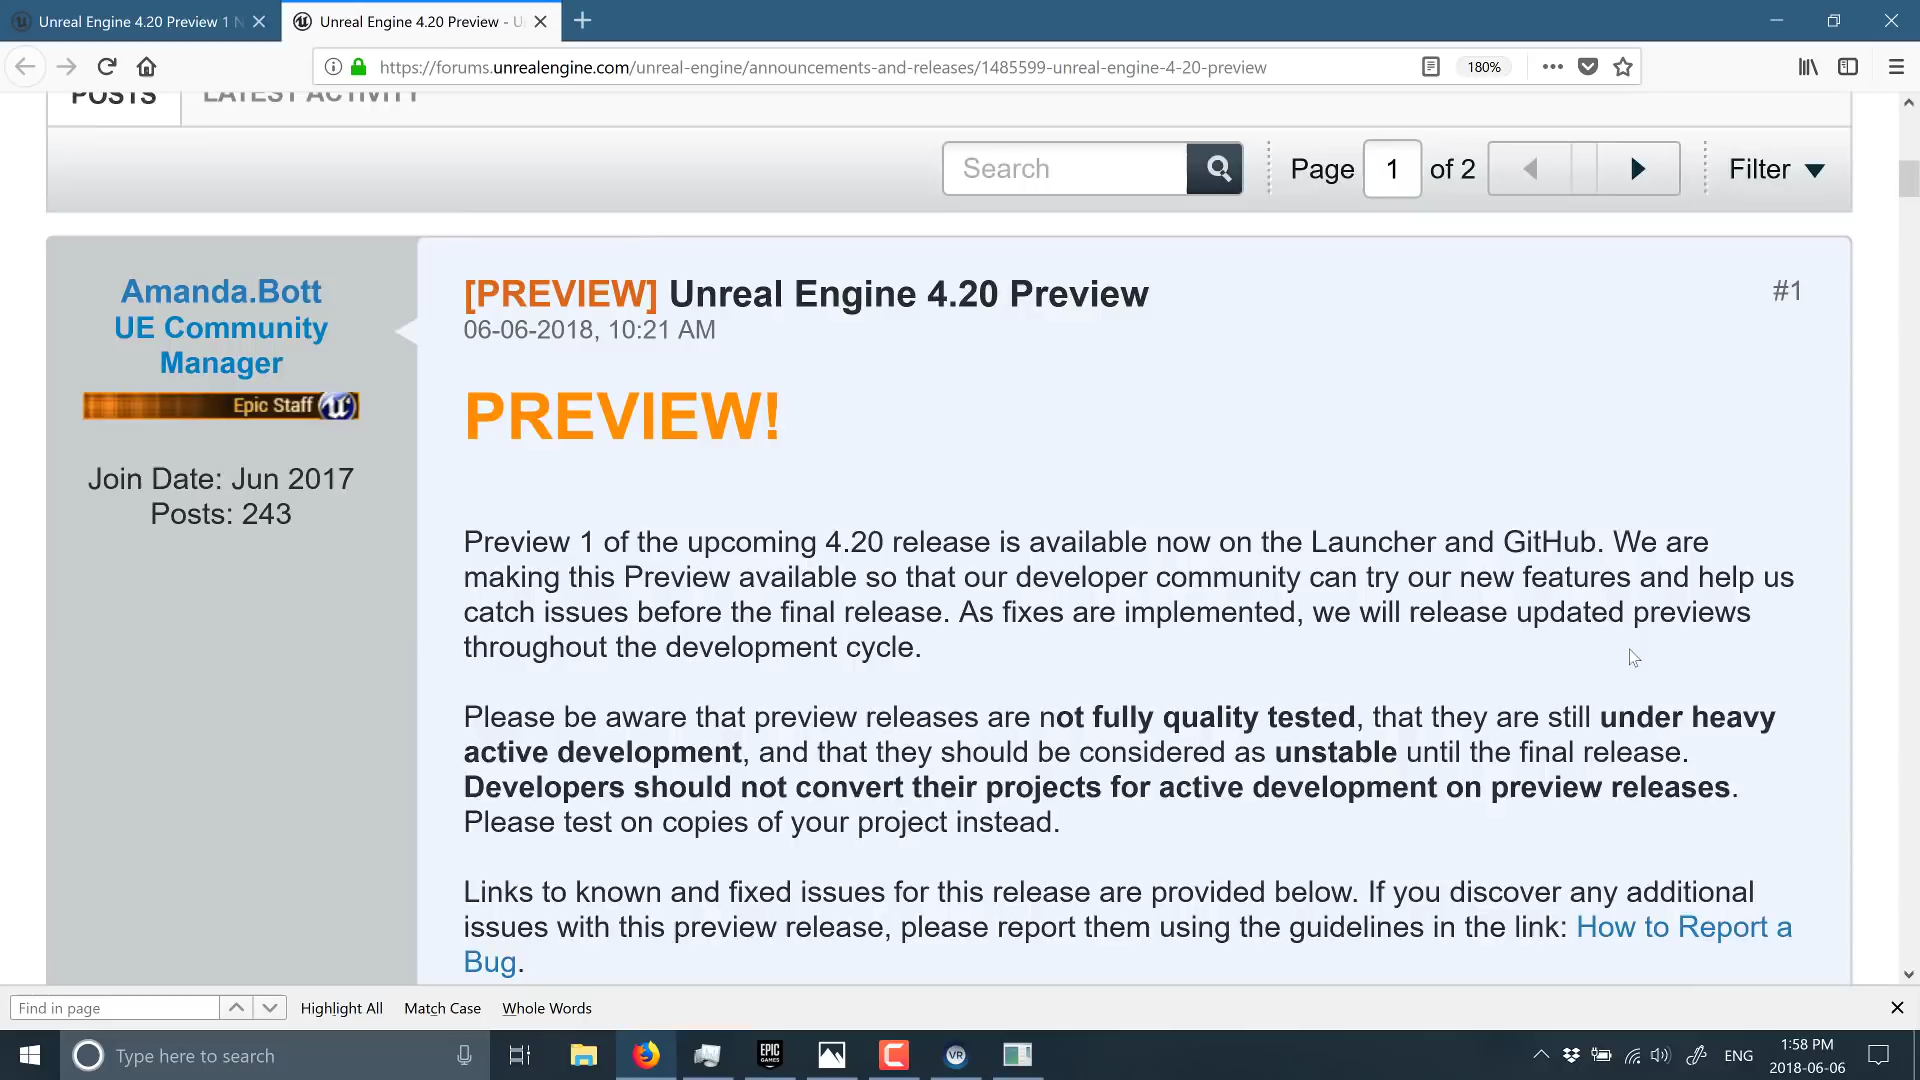 Unreal Engine 4.20 Preview 1 N
Unreal Engine 4.20 Preview - U
https://forums.unrealengine.com/unreal-engine/announcements-and-releases/1485599-unreal-engine-4-20-preview
180%
POSTS
LATEST ACTIVITY
Search
Page 1 of 2
Filter
Amanda.Bott
UE Community
Manager
Epic Staff
Join Date: Jun 2017
Posts: 243
[PREVIEW] Unreal Engine 4.20 Preview
#1
06-06-2018, 10:21 AM
PREVIEW!
Preview 1 of the upcoming 4.20 release is available now on the Launcher and GitHub. We are
making this Preview available so that our developer community can try our new features and help us
catch issues before the final release. As fixes are implemented, we will release updated previews
throughout the development cycle.
Please be aware that preview releases are not fully quality tested, that they are still under heavy
active development, and that they should be considered as unstable until the final release.
Developers should not convert their projects for active development on preview releases.
Please test on copies of your project instead.
Links to known and fixed issues for this release are provided below. If you discover any additional
issues with this preview release, please report them using the guidelines in the link: How to Report a
Bug.
Find in page
Highlight All
Match Case
Whole Words
Type here to search
EPIC
GAMES
VR
ENG
1:58 PM
2018-06-06